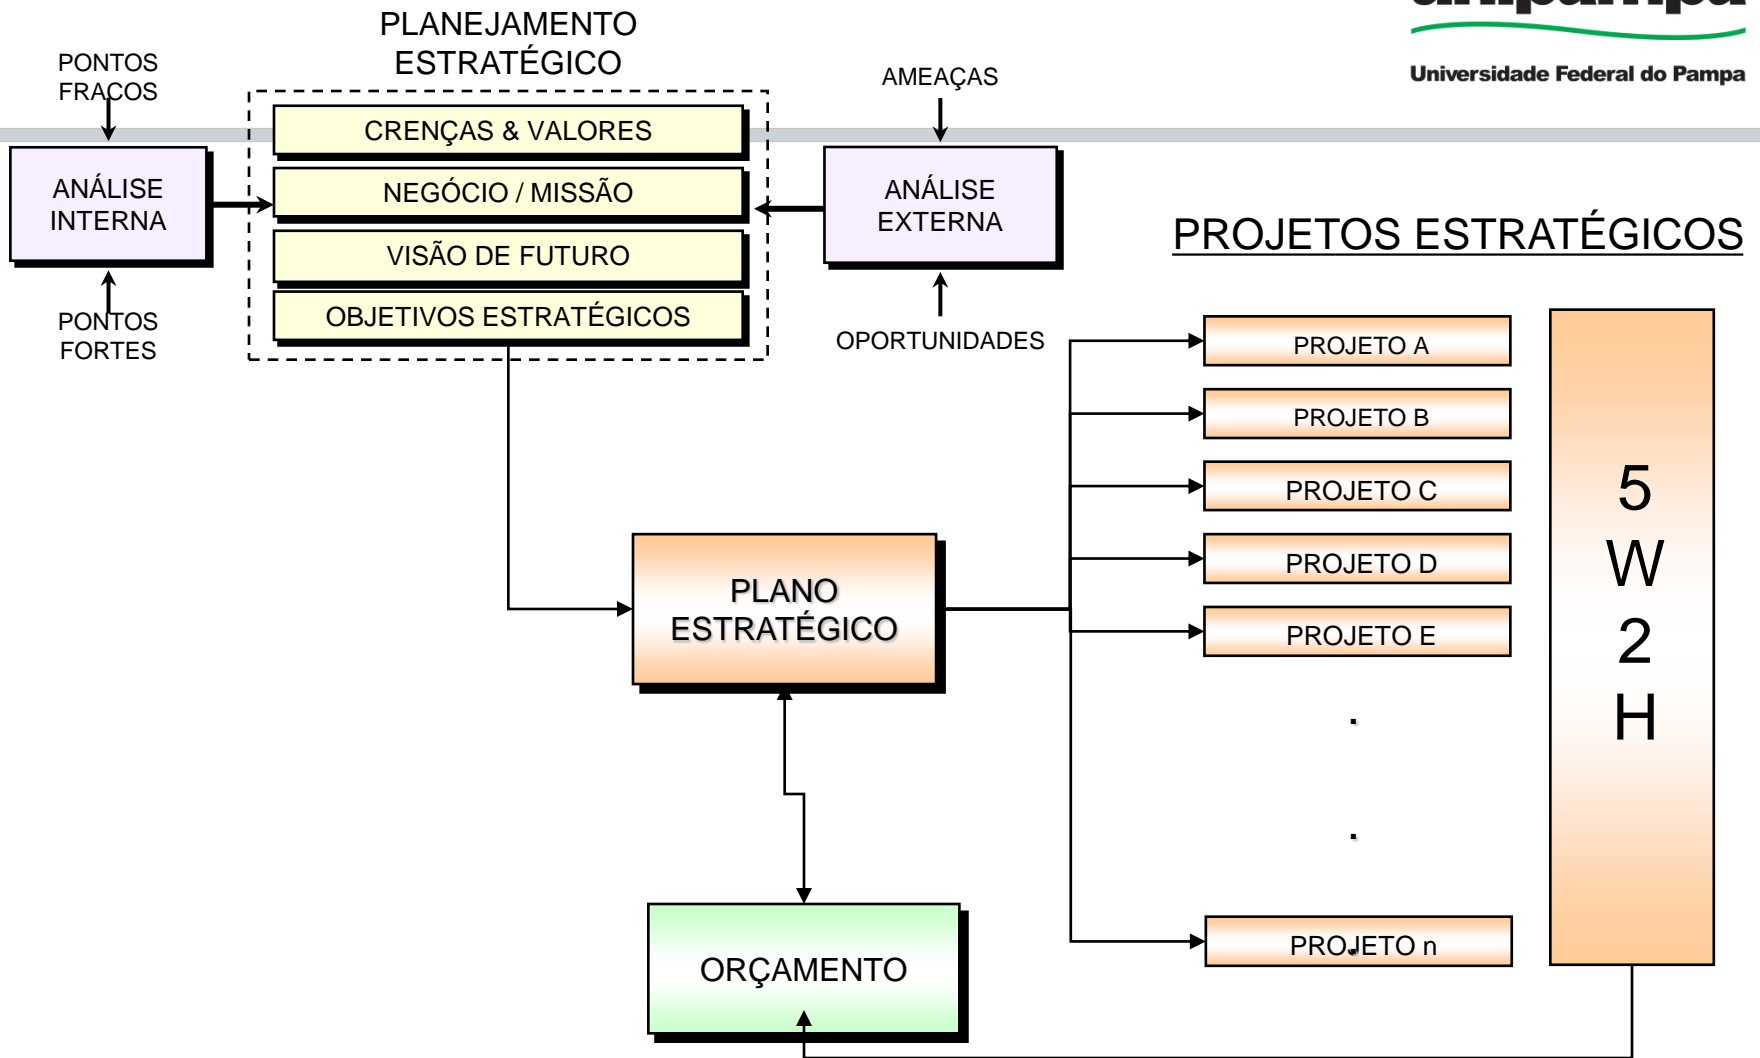 unipampa
Universidade Federal do Pampa
PLANEJAMENTO
ESTRATÉGICO
PONTOS
FRACOS
AMEAÇAS
CRENÇAS & VALORES
ANÁLISE
INTERNA
NEGÓCIO / MISSÃO
ANÁLISE
EXTERNA
VISÃO DE FUTURO
OBJETIVOS ESTRATÉGICOS
PONTOS
FORTES
OPORTUNIDADES
PROJETOS ESTRATÉGICOS
PROJETO A
PROJETO B
PROJETO C
PROJETO D
PROJETO E
.
.
.
PROJETO n
5
W
2
H
PLANO
ESTRATÉGICO
ORÇAMENTO